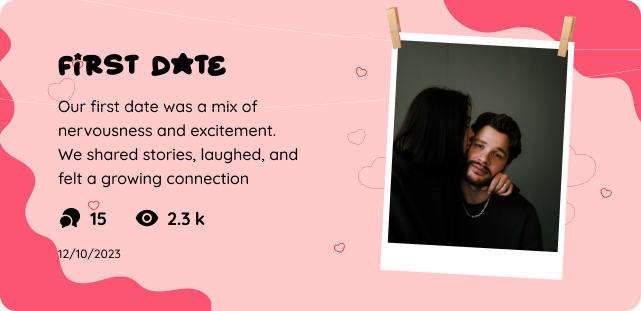 FiRST DATE
Our first date was a mix of
nervousness and excitement.
We shared stories, laughed, and
felt a growing connection
15 2.3 k
12/10/2023